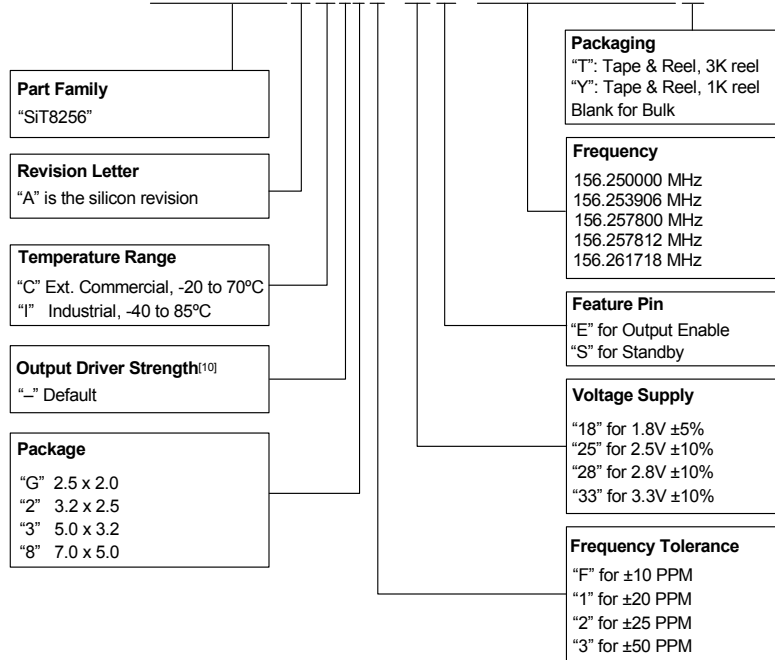 Part Family
“SiT8256”
Revision Letter
“A” is the silicon revision
Temperature Range
“C” Ext. Commercial, -20 to 70ºC
“I” Industrial, -40 to 85ºC
Output Driver Strength[10]
“–” Default
Package
“G” 2.5 x 2.0
“2” 3.2 x 2.5
“3” 5.0 x 3.2
“8” 7.0 x 5.0
Packaging
“T”: Tape & Reel, 3K reel
“Y”: Tape & Reel, 1K reel
Blank for Bulk
Frequency
156.250000 MHz
156.253906 MHz
156.257800 MHz
156.257812 MHz
156.261718 MHz
Feature Pin
“E” for Output Enable
“S” for Standby
Voltage Supply
“18” for 1.8V ±5%
“25” for 2.5V ±10%
“28” for 2.8V ±10%
“33” for 3.3V ±10%
Frequency Tolerance
“F” for ±10 PPM
“1” for ±20 PPM
“2” for ±25 PPM
“3” for ±50 PPM